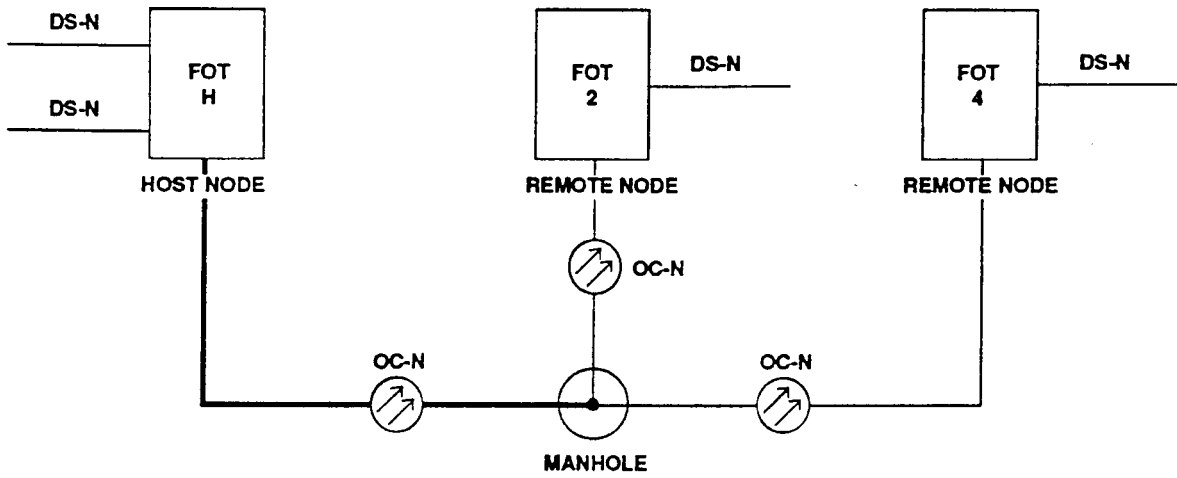 DS-N
DS-N
FOT
H
HOST NODE
FOT
2
DS-N
REMOTE NODE
FOT
4
DS-N
REMOTE NODE
OC-N
OC-N
OC-N
MANHOLE